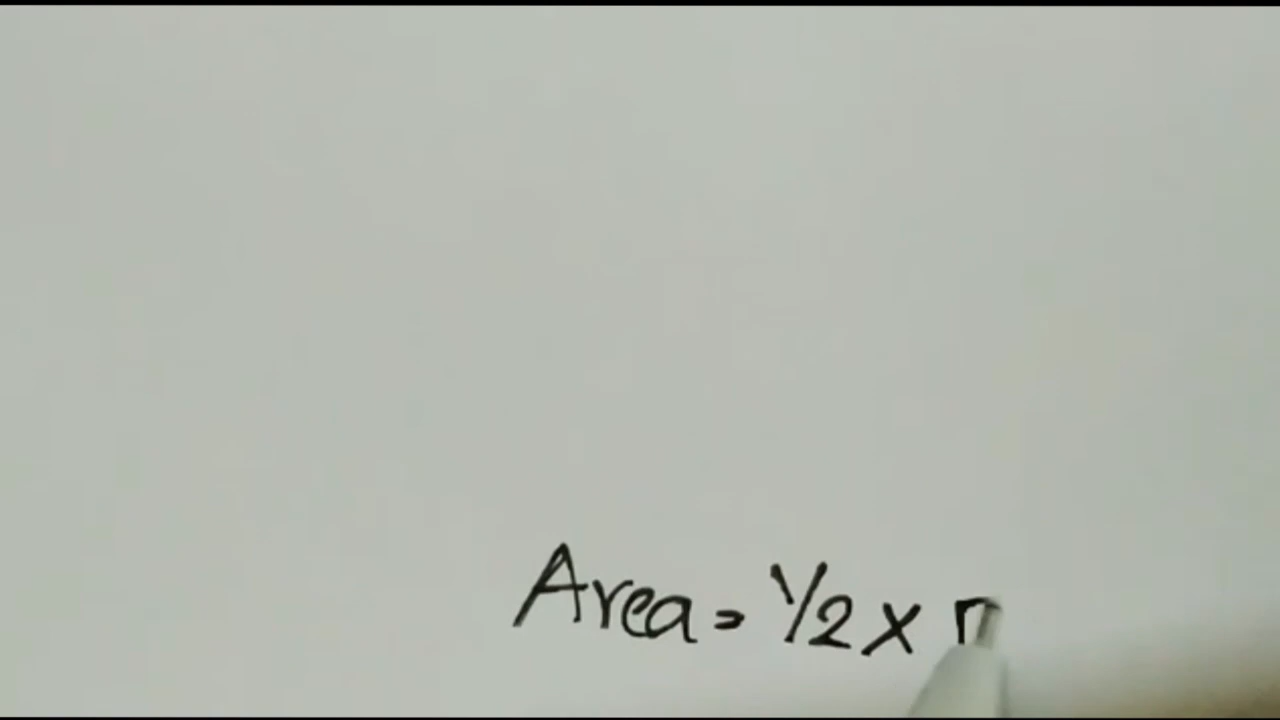 Area = 1/2 x